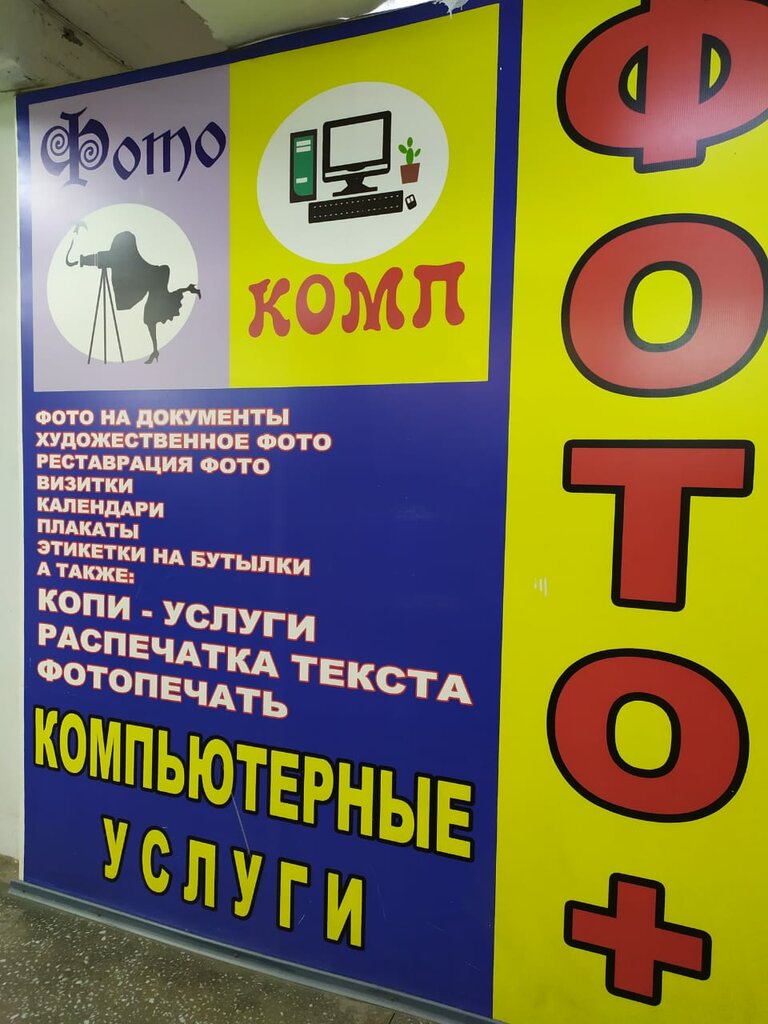 Фото
КОМП
ФОТО НА ДОКУМЕНТЫ
ХУДОЖЕСТВЕННОЕ ФОТО
РЕСТАВРАЦИЯ ФОТО
ВИЗИТКИ
КАЛЕНДАРИ
ПЛАКАТЫ
ЭТИКЕТКИ НА БУТЫЛКИ
А ТАКЖЕ:
КОПИ - УСЛУГИ
РАСПЕЧАТКА ТЕКСТА
ФОТОПЕЧАТЬ
КОМПЬЮТЕРНЫЕ
УСЛУГИ
ФОТО+